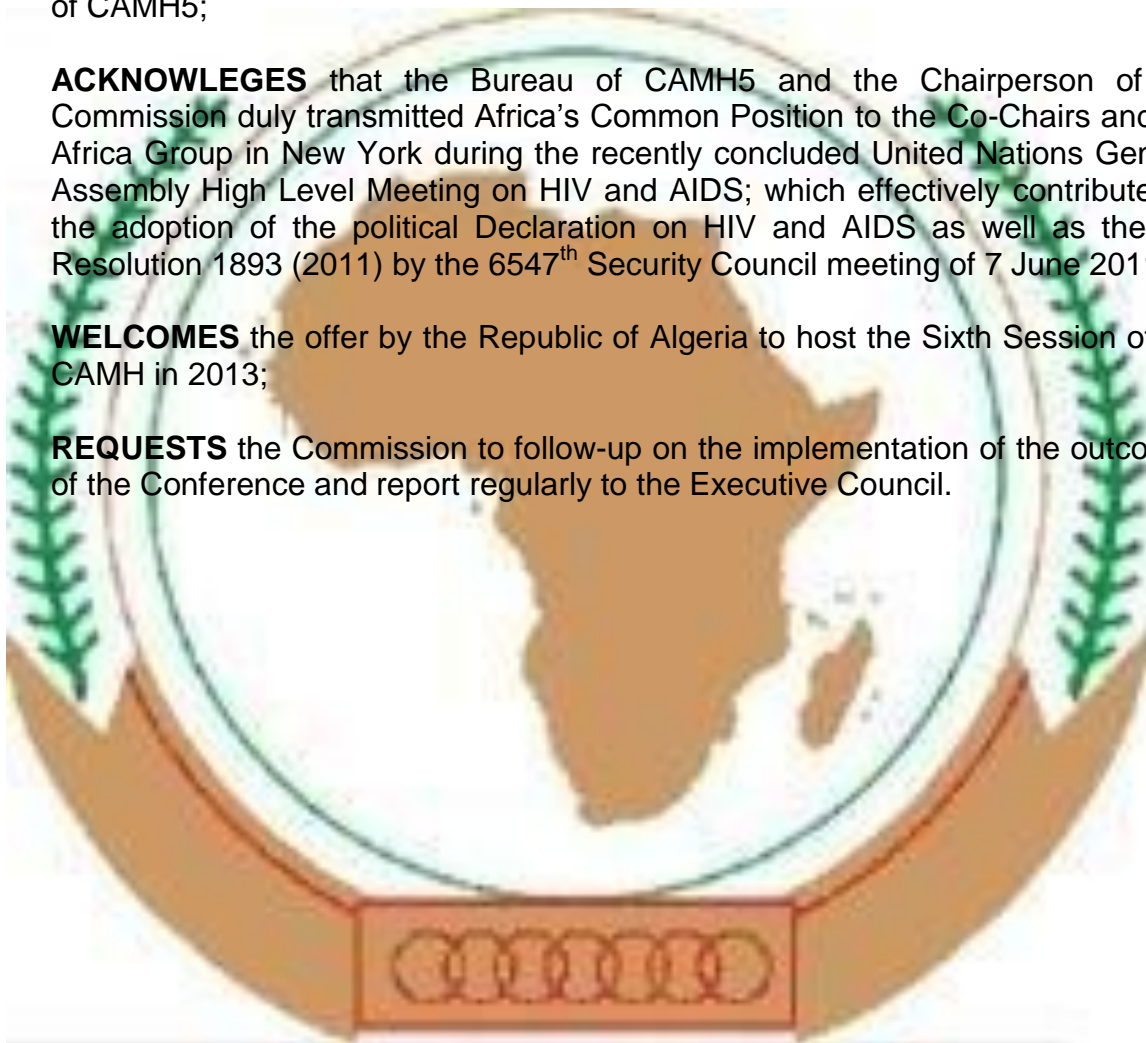 of CAMH5;
ACKNOWLEGES that the Bureau of CAMH5 and the Chairperson of
Commission duly transmitted Africa's Common Position to the Co-Chairs and
Africa Group in New York during the recently concluded United Nations Gen
Assembly High Level Meeting on HIV and AIDS; which effectively contribute
the adoption of the political Declaration on HIV and AIDS as well as the
Resolution 1893 (2011) by the 6547th Security Council meeting of 7 June 201
WELCOMES the offer by the Republic of Algeria to host the Sixth Session of
CAMH in 2013;
REQUESTS the Commission to follow-up on the implementation of the outco
of the Conference and report regularly to the Executive Council.